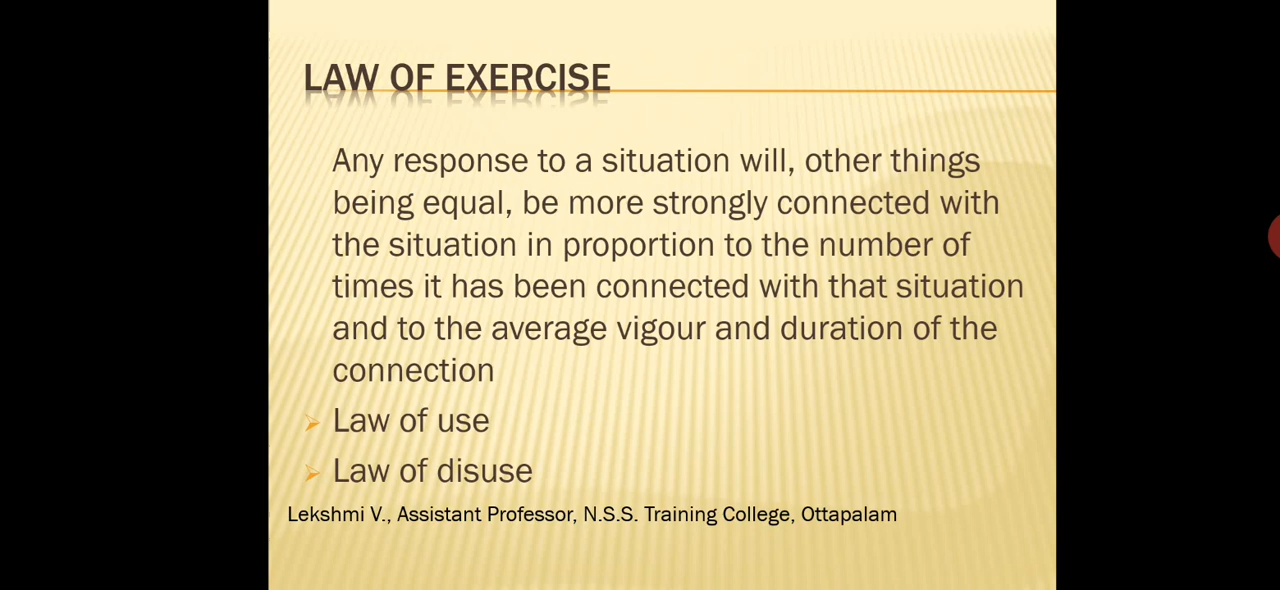 LAW OF EXERCISE
Any response to a situation will, other things
being equal, be more strongly connected with
the situation in proportion to the number of
times it has been connected with that situation
and to the average vigour and duration of the
connection
Law of use
Law of disuse
Lekshmi V., Assistant Professor, N.S.S. Training College, Ottapalam